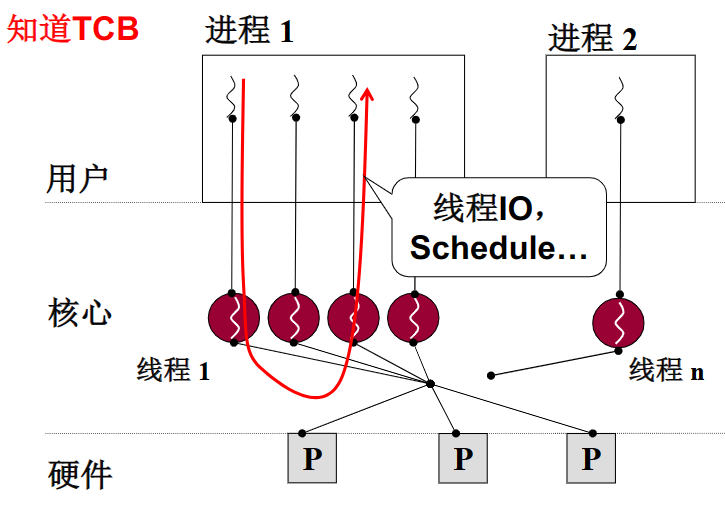 知道TCB
进程 1
进程 2
用户
线程IO，
Schedule…
核心
线程 1
线程 n
P
P
P
硬件